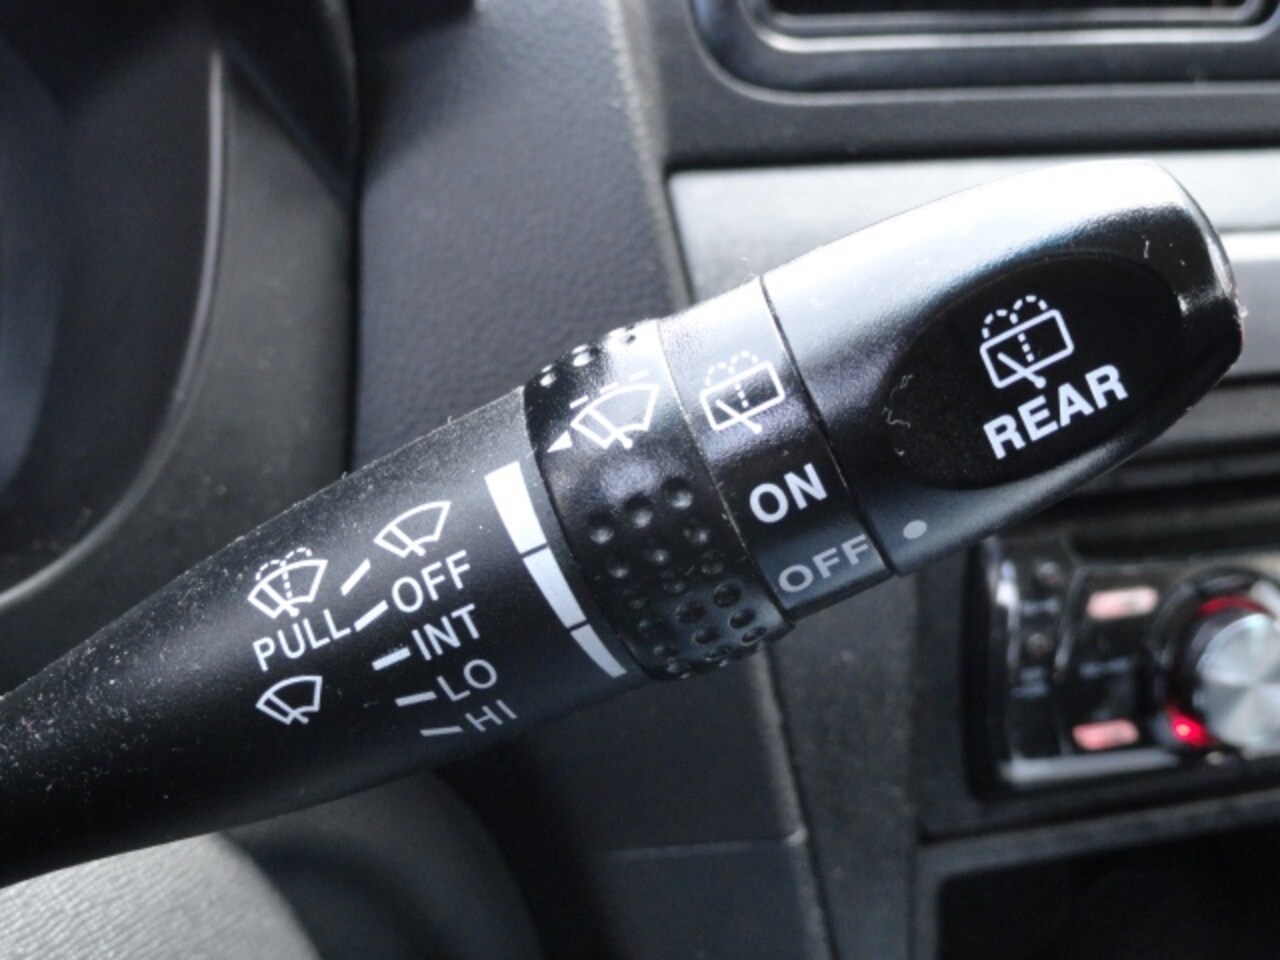 REAR
ON
OFF
OFF
PULL
INT
LO
HI